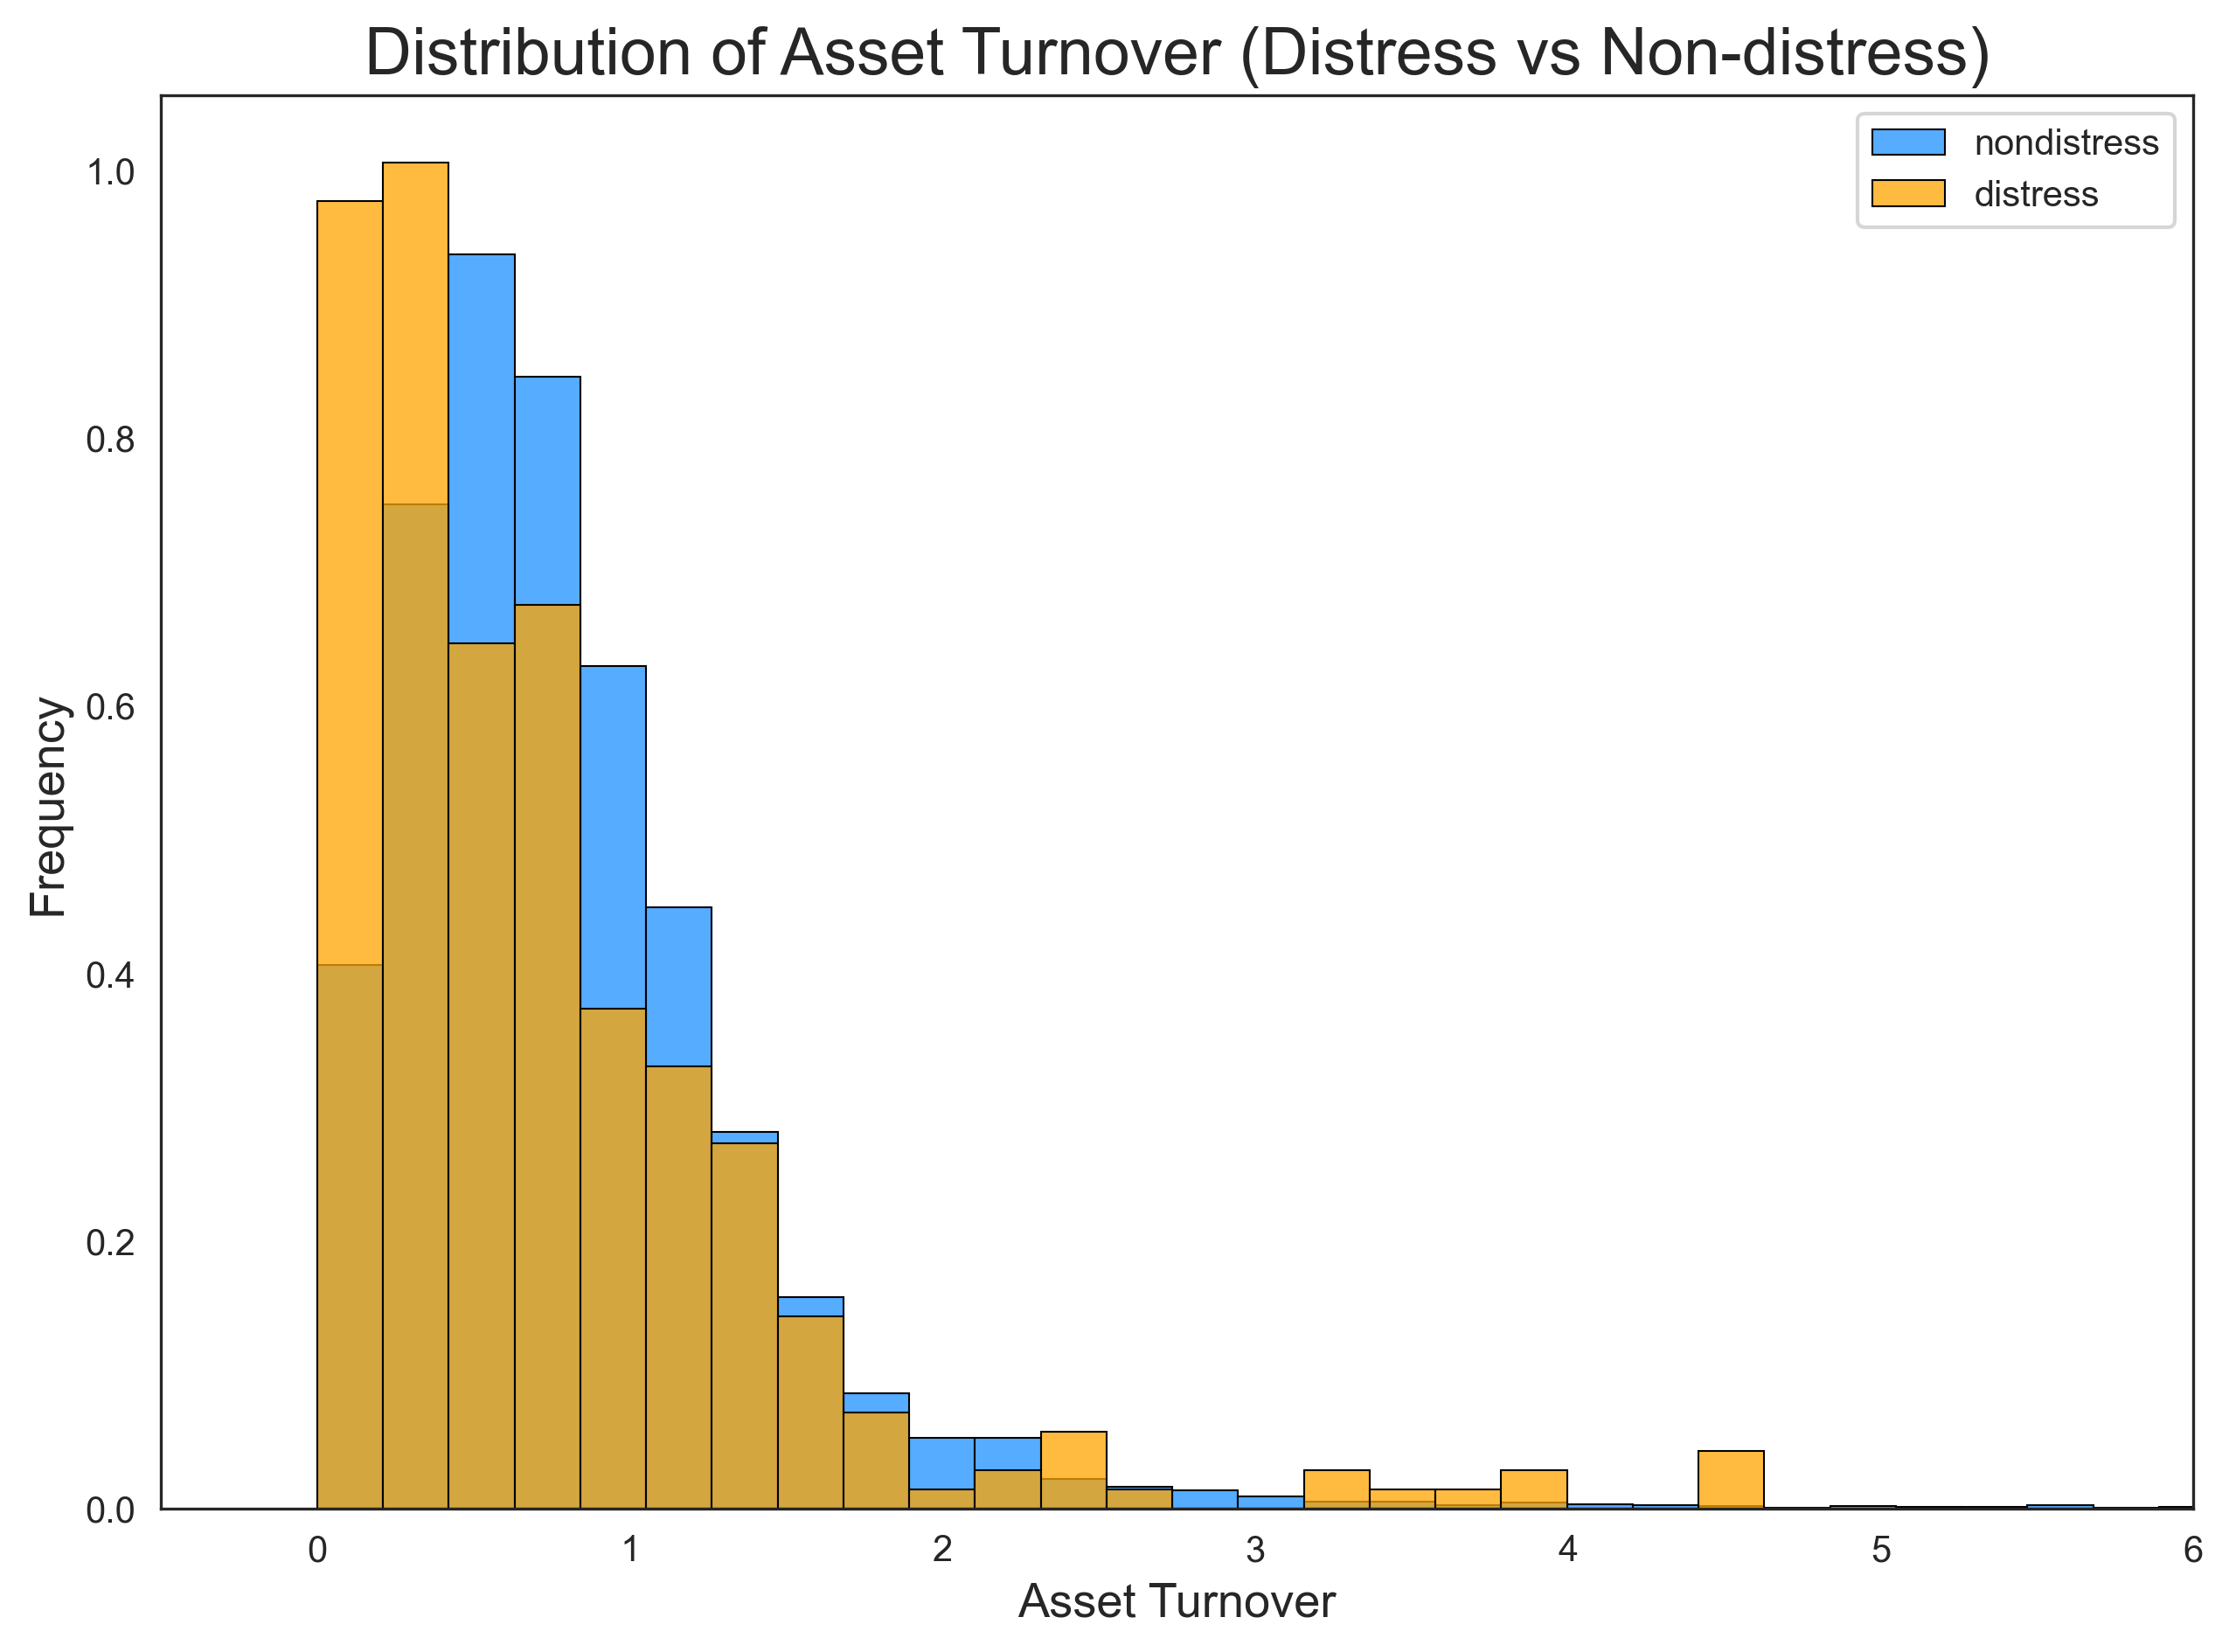 Distribution of Asset Turnover (Distress vs Non-distress)
nondistress
distress
1.0
0.8
0.6
0.4
0.2
0.0
Frequency
0 1 2 3 4 5 6
Asset Turnover